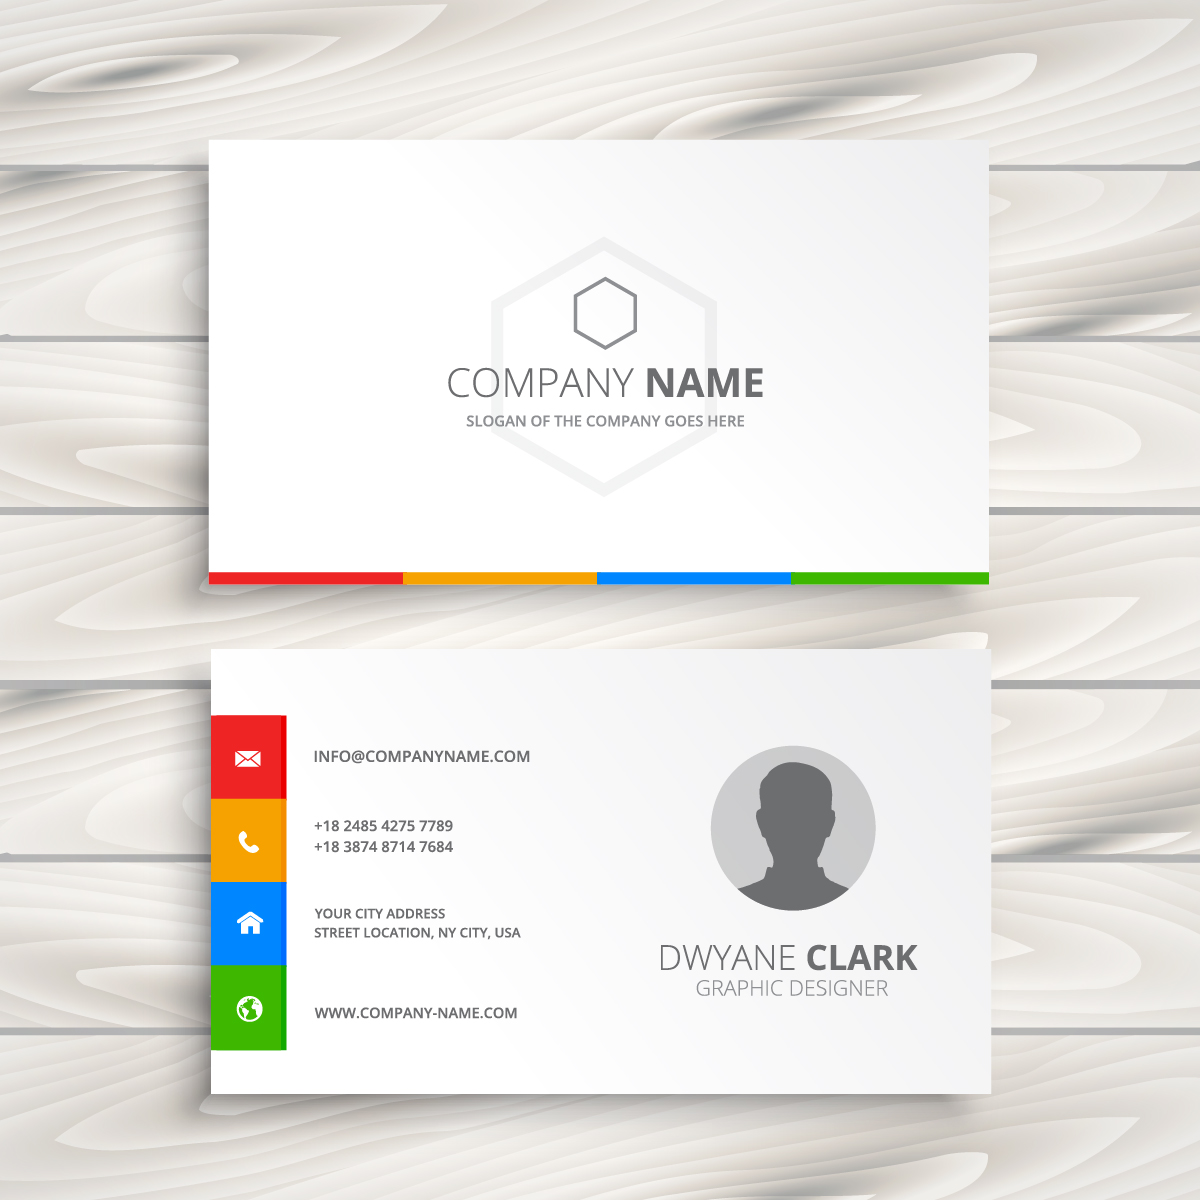 COMPANY NAME
SLOGAN OF THE COMPANY GOES HERE
INFO@COMPANYNAME.COM
+18 2485 4275 7789
+18 3874 8714 7684
YOUR CITY ADDRESS
STREET LOCATION, NY CITY, USA
WWW.COMPANY-NAME.COM
DWYANE CLARK
GRAPHIC DESIGNER